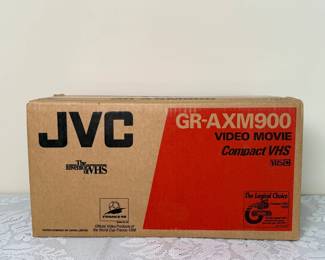 JVC
The
Inventor
of VHS
FRANCE 98
Official Video Products of
the World Cup France 1998
GR-AXM900
VIDEO MOVIE
Compact VHS
VHS C
The Logical Choice